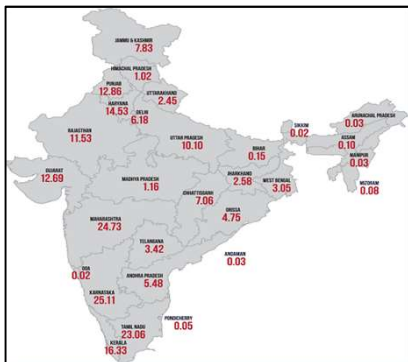 JAMMU & KASHMIR
7.83
HIMACHAL PRADESH
1.02
PUNJAB
12.86
UTTARAKHAND
2.45
HARYANA
14.53
DELHI
6.18
RAJASTHAN
11.53
UTTAR PRADESH
10.10
BIHAR
0.15
SIKKIM
0.02
ARUNACHAL PRADESH
0.03
ASSAM
0.10
MANIPUR
0.03
MIZORAM
0.08
GUJARAT
12.69
MADHYA PRADESH
1.16
JHARKHAND
2.58
WEST BENGAL
3.05
CHHATTISGARH
7.06
ORISSA
4.75
MAHARASHTRA
24.73
TELANGANA
3.42
ANDAMAN
0.03
GOA
0.02
ANDHRA PRADESH
5.48
KARNATAKA
25.11
PONDICHERRY
0.05
TAMIL NADU
23.06
KERALA
16.33